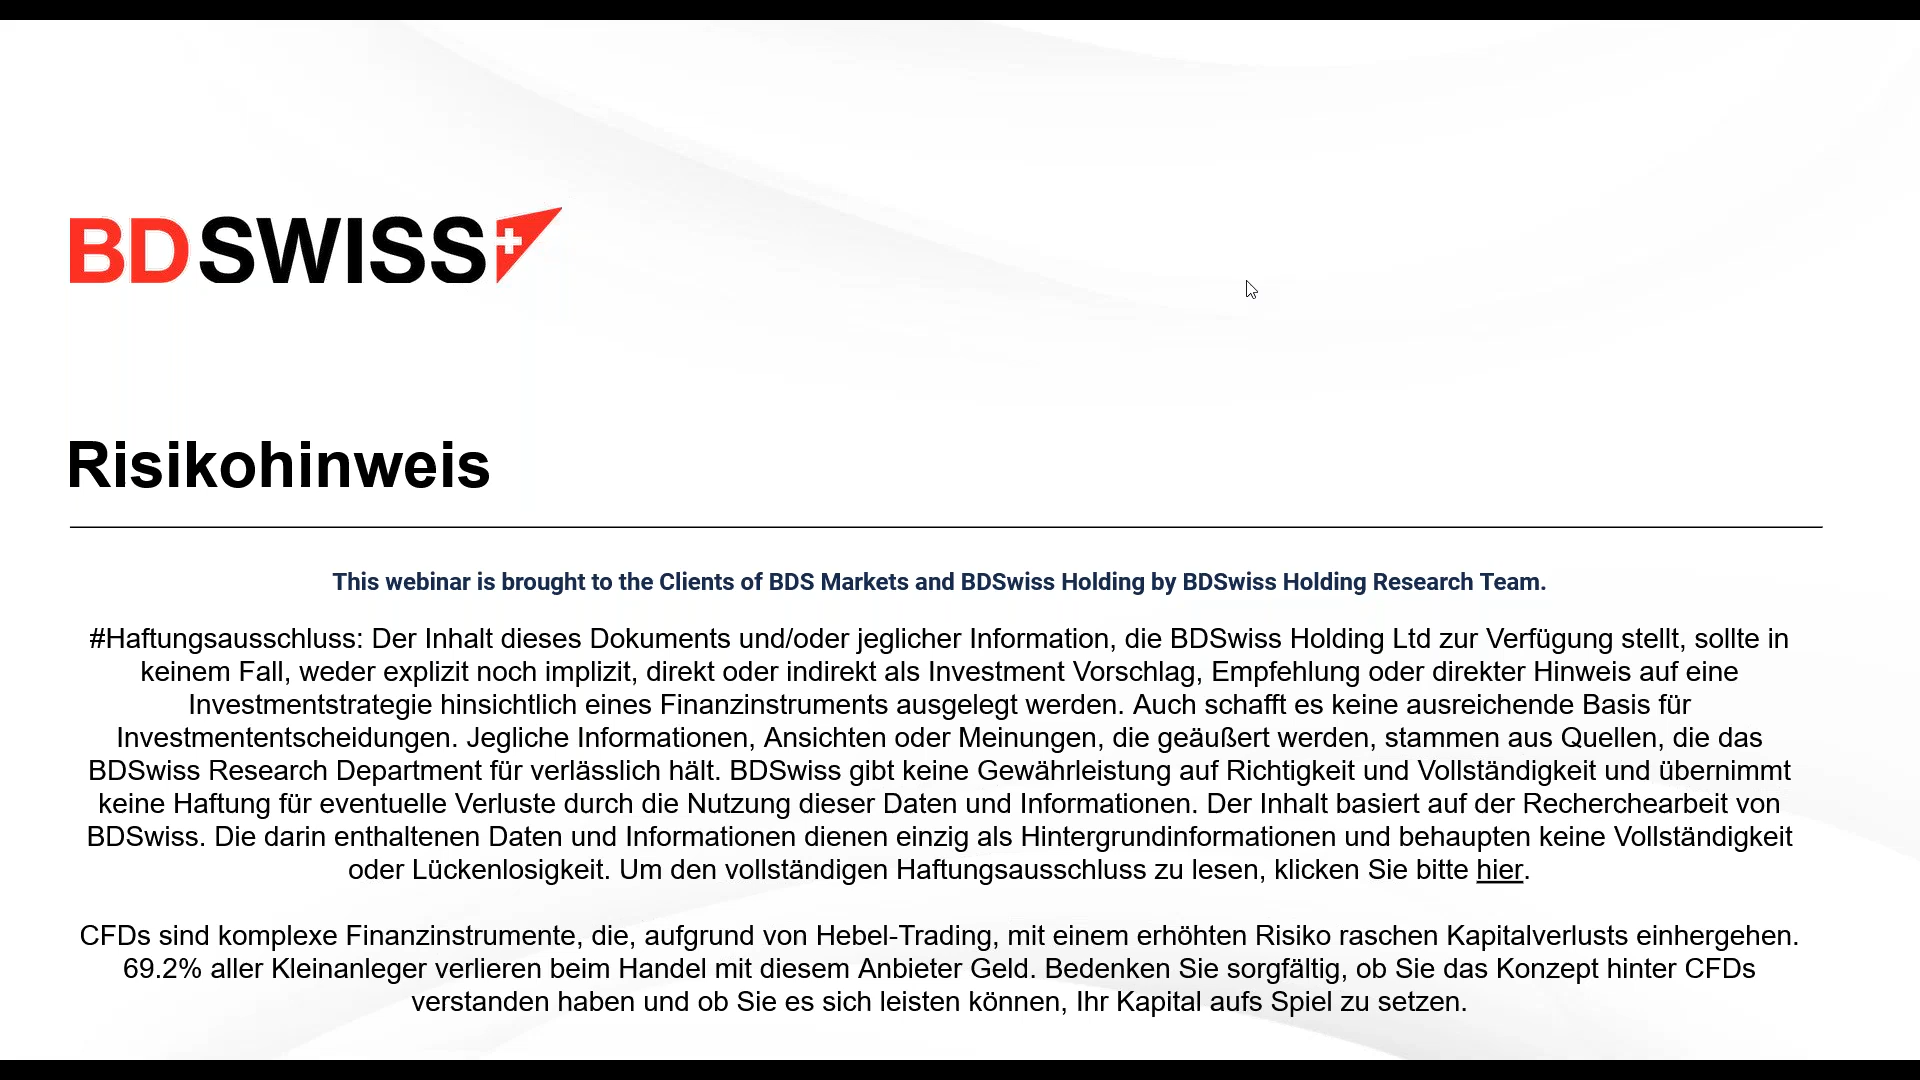 BDSWISS
Risikohinweis
This webinar is brought to the Clients of BDS Markets and BDSwiss Holding by BDSwiss Holding Research Team.
#Haftungsausschluss: Der Inhalt dieses Dokuments und/oder jeglicher Information, die BDSwiss Holding Ltd zur Verfügung stellt, sollte in
keinem Fall, weder explizit noch implizit, direkt oder indirekt als Investment Vorschlag, Empfehlung oder direkter Hinweis auf eine
Investmentstrategie hinsichtlich eines Finanzinstruments ausgelegt werden. Auch schafft es keine ausreichende Basis für
Investmententscheidungen. Jegliche Informationen, Ansichten oder Meinungen, die geäußert werden, stammen aus Quellen, die das
BDSwiss Research Department für verlässlich hält. BDSwiss gibt keine Gewährleistung auf Richtigkeit und Vollständigkeit und übernimmt
keine Haftung für eventuelle Verluste durch die Nutzung dieser Daten und Informationen. Der Inhalt basiert auf der Recherchearbeit von
BDSwiss. Die darin enthaltenen Daten und Informationen dienen einzig als Hintergrundinformationen und behaupten keine Vollständigkeit
oder Lückenlosigkeit. Um den vollständigen Haftungsausschluss zu lesen, klicken Sie bitte hier.
CFDs sind komplexe Finanzinstrumente, die, aufgrund von Hebel-Trading, mit einem erhöhten Risiko raschen Kapitalverlusts einhergehen.
69.2% aller Kleinanleger verlieren beim Handel mit diesem Anbieter Geld. Bedenken Sie sorgfältig, ob Sie das Konzept hinter CFDs
verstanden haben und ob Sie es sich leisten können, Ihr Kapital aufs Spiel zu setzen.